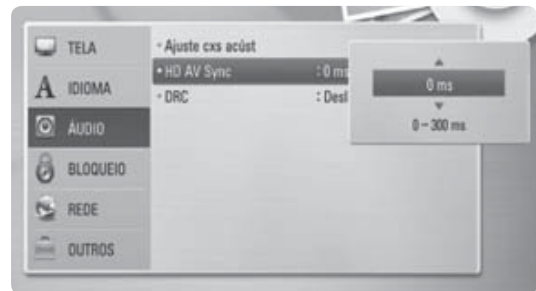 TELA
IDIOMA
ÁUDIO
BLOQUEIO
REDE
OUTROS
Ajuste cxs acúst
HD AV Sync : 0 ms
DRC : Desl
0 ms
0 ~ 300 ms